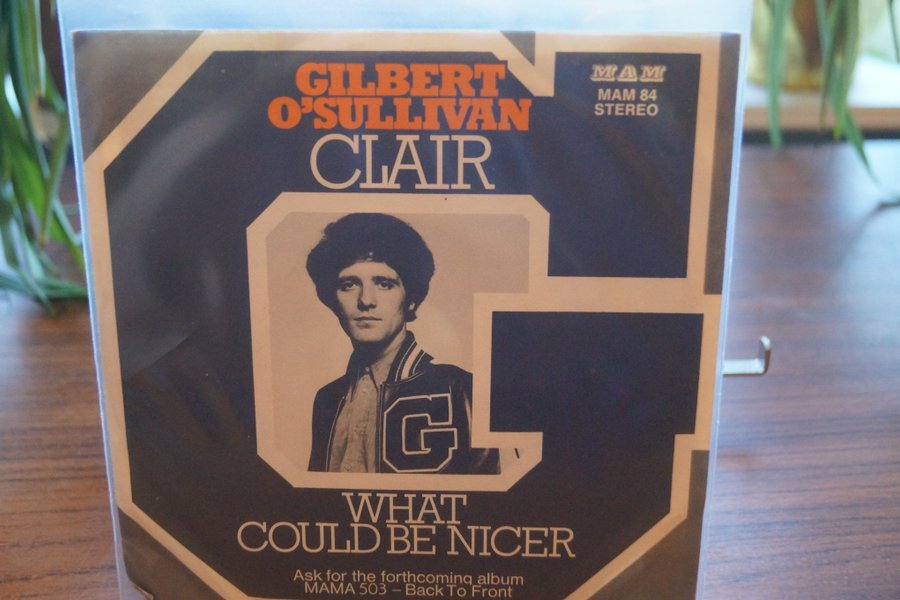 GILBERT
O'SULLIVAN
CLAIR
MAM
MAM 84
STEREO
G
WHAT
COULD BE NICER
Ask for the forthcoming album
MAMA 503 – Back To Front